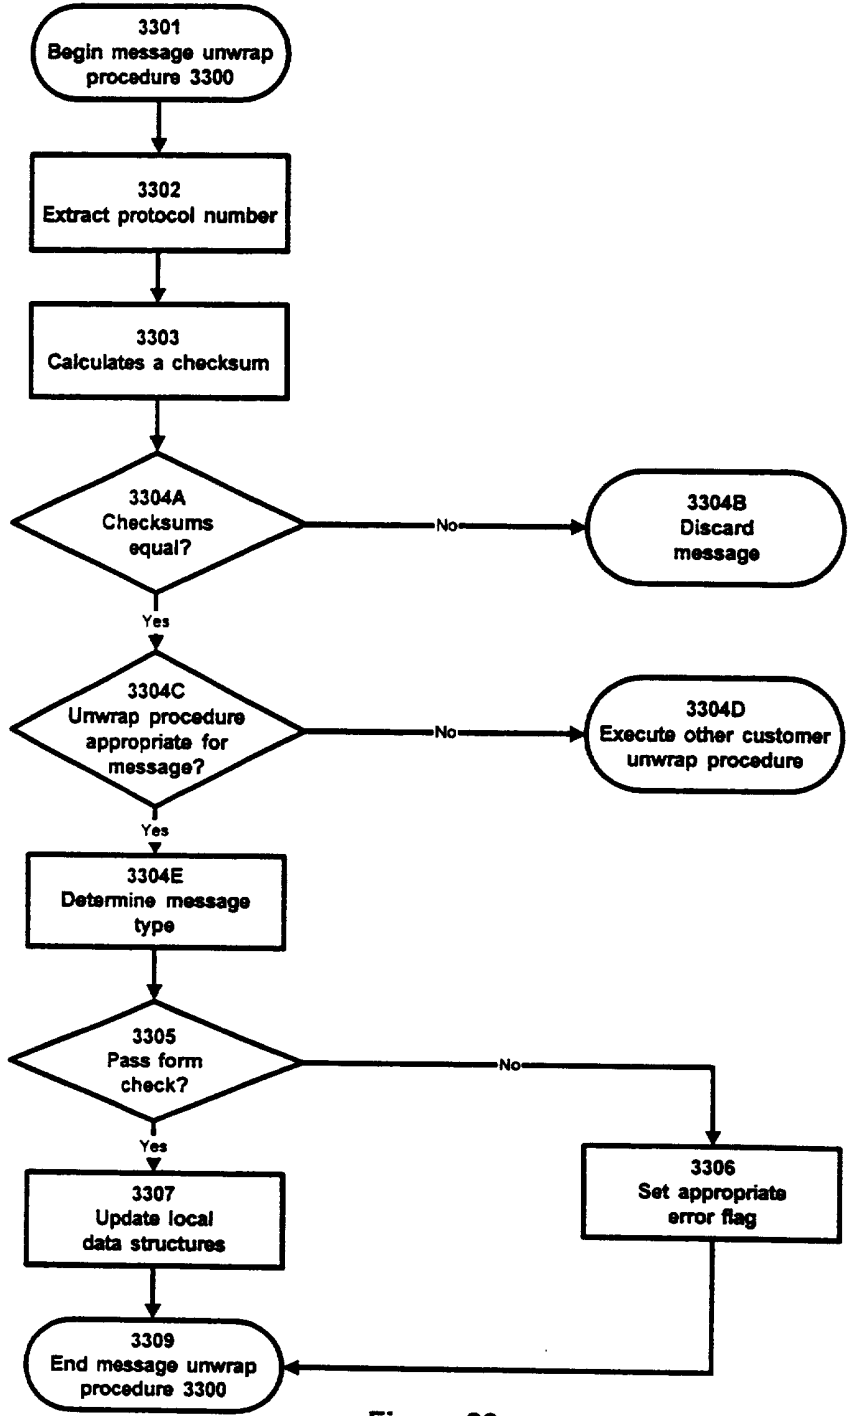 3301
Begin message unwrap
procedure 3300
3302
Extract protocol number
3303
Calculates a checksum
3304A
Checksums
equal?
No
3304B
Discard
message
Yes
3304C
Unwrap procedure
appropriate for
message?
No
3304D
Execute other customer
unwrap procedure
Yes
3304E
Determine message
type
3305
Pass form
check?
No
Yes
3306
Set appropriate
error flag
3307
Update local
data structures
3309
End message unwrap
procedure 3300